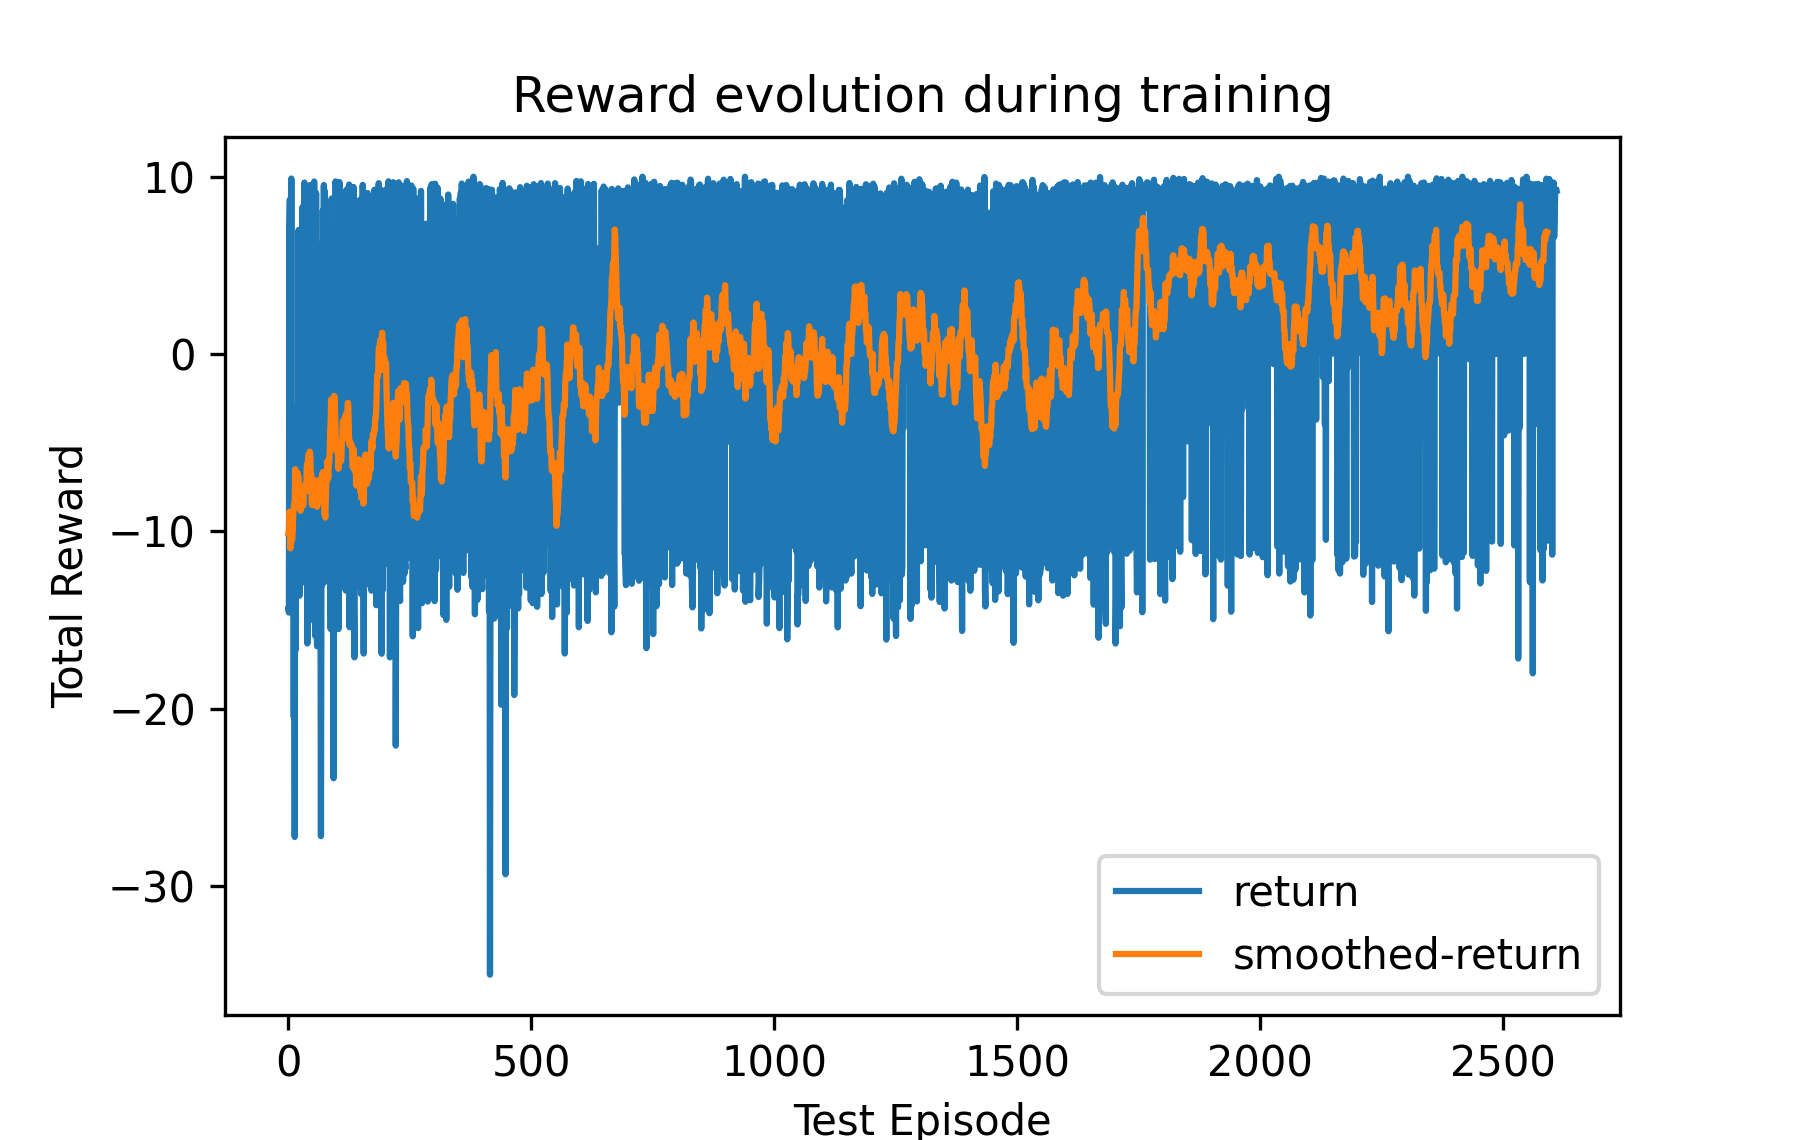 Reward evolution during training
10
0
−10
−20
−30
Total Reward
0 500 1000 1500 2000 2500
Test Episode
return
smoothed-return